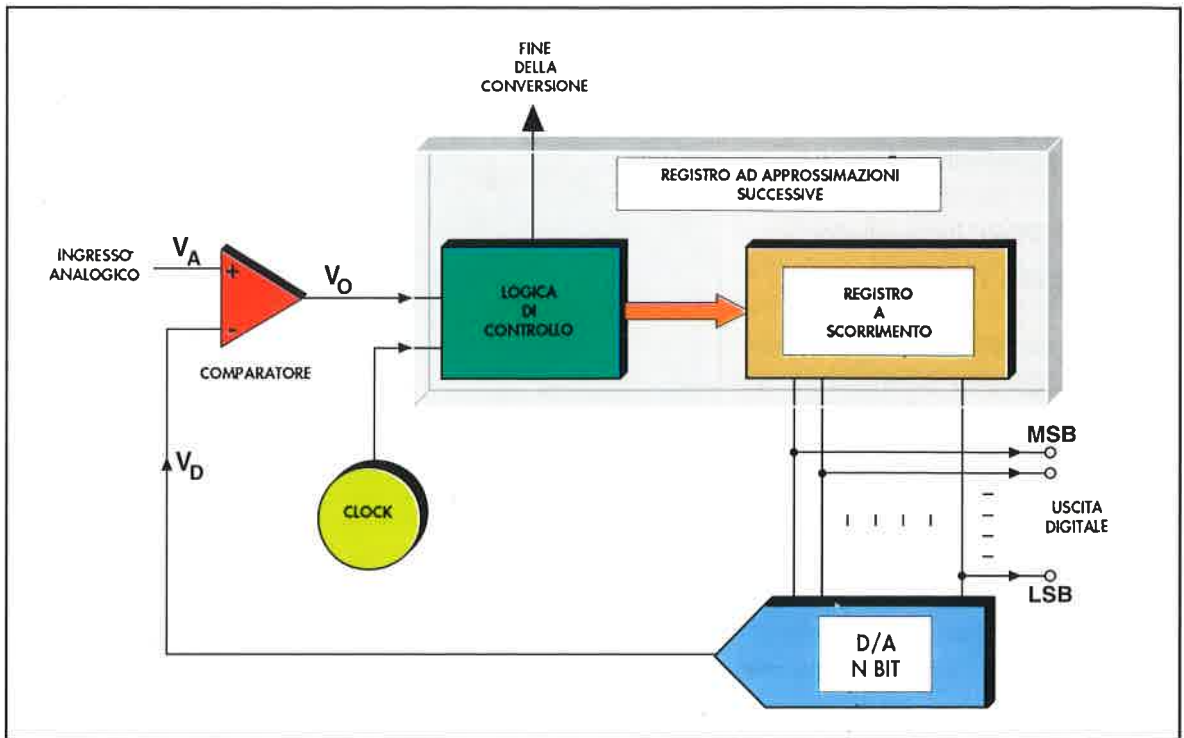 FINE
DELLA
CONVERSIONE
REGISTRO AD APPROSSIMAZIONI
SUCCESSIVE
INGRESSO
ANALOGICO
VA
+
-
VO
COMPARATORE
LOGICA
DI
CONTROLLO
REGISTRO
A
SCORRIMENTO
VD
CLOCK
MSB
USCITA
DIGITALE
LSB
D/A
N BIT